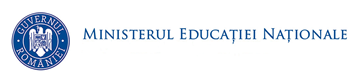 GUVERNUL ROMÂNIEI
MINISTERUL EDUCAȚIEI NAȚIONALE